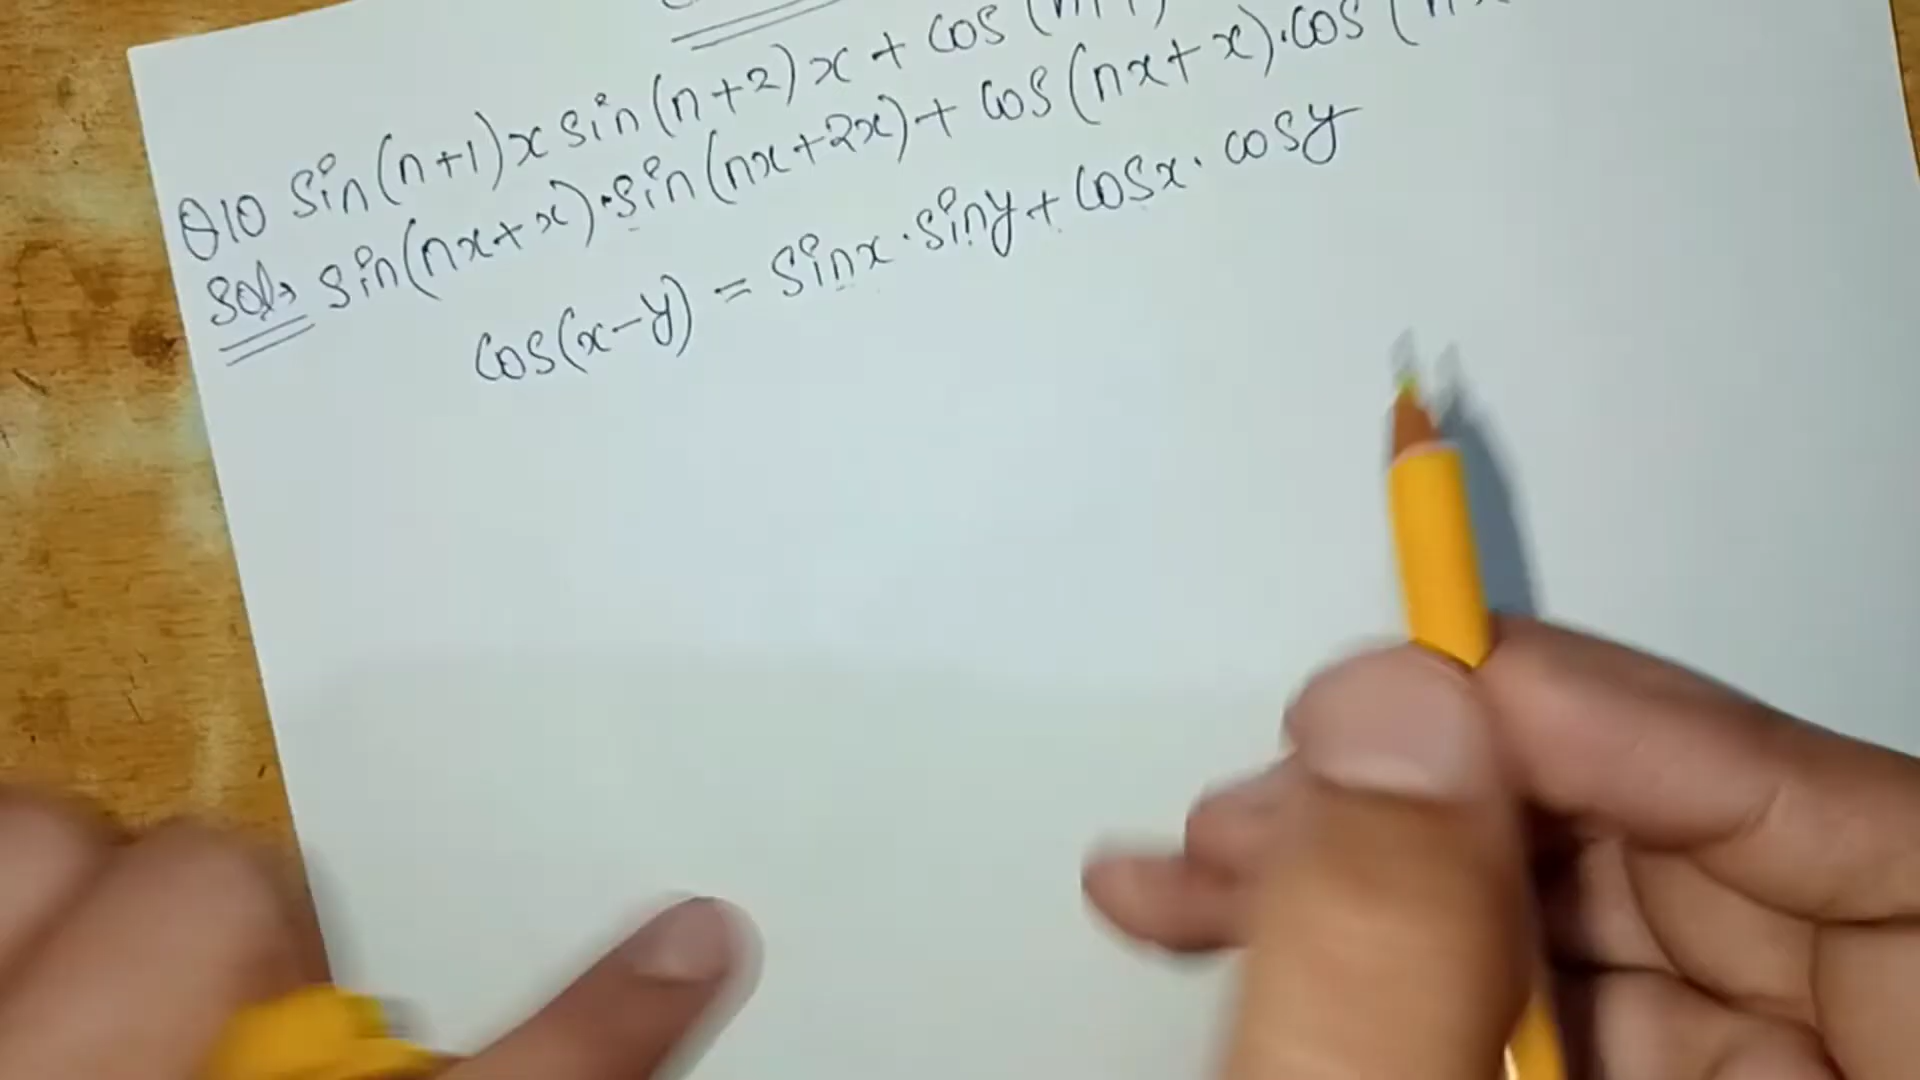 Q10 sin(n+1)x sin(n+2)x + cos
Sol: sin(nx+x)·sin(nx+2x)+ cos(nx+x)·cos(
cos(x-y) = sinx·siny+ cosx·cosy